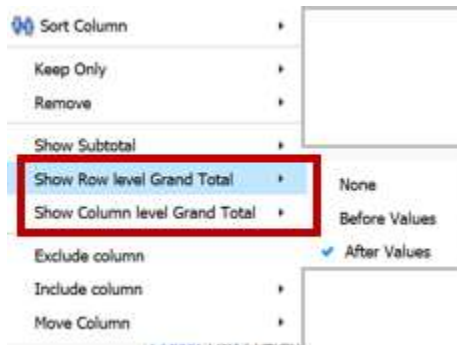 Sort Column
Keep Only
Remove
Show Subtotal
Show Row level Grand Total
Show Column level Grand Total
Exclude column
Include column
Move Column
None
Before Values
After Values